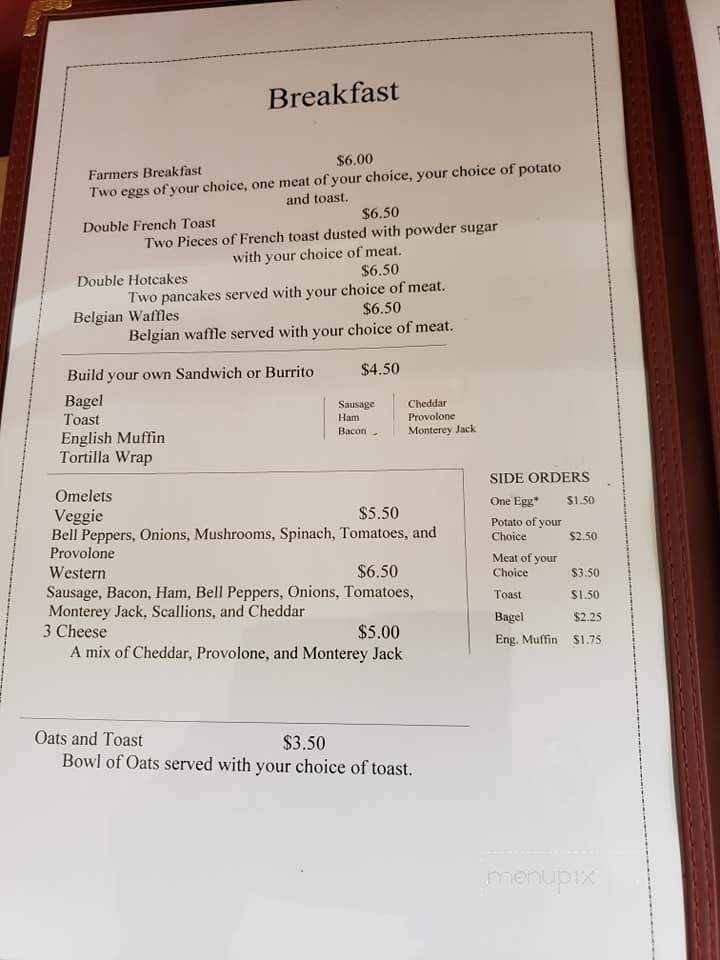 Breakfast
Farmers Breakfast $6.00
Two eggs of your choice, one meat of your choice, your choice of potato
and toast.
Double French Toast $6.50
Two Pieces of French toast dusted with powder sugar
with your choice of meat.
Double Hotcakes $6.50
Two pancakes served with your choice of meat.
Belgian Waffles $6.50
Belgian waffle served with your choice of meat.
Build your own Sandwich or Burrito $4.50
Bagel
Toast
English Muffin
Tortilla Wrap
Sausage
Ham
Bacon
Cheddar
Provolone
Monterey Jack
Omelets
Veggie $5.50
Bell Peppers, Onions, Mushrooms, Spinach, Tomatoes, and
Provolone
Western $6.50
Sausage, Bacon, Ham, Bell Peppers, Onions, Tomatoes,
Monterey Jack, Scallions, and Cheddar
3 Cheese $5.00
A mix of Cheddar, Provolone, and Monterey Jack
SIDE ORDERS
One Egg* $1.50
Potato of your
Choice $2.50
Meat of your
Choice $3.50
Toast $1.50
Bagel $2.25
Eng. Muffin $1.75
Oats and Toast $3.50
Bowl of Oats served with your choice of toast.
menupix